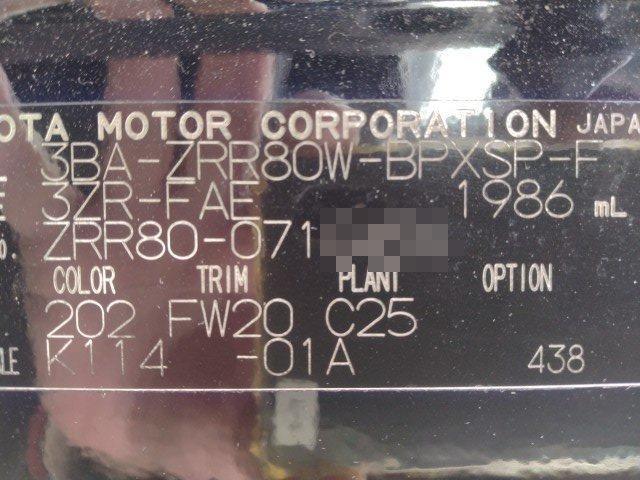 OTA MOTOR CORPORATION JAPA
3BA-ZRR80W-BPXSP-F
3ZR-FAE 1986 mL
ZRR80-071
COLOR TRIM PLANT OPTION
202 FW20 C25
K114 -01A 438